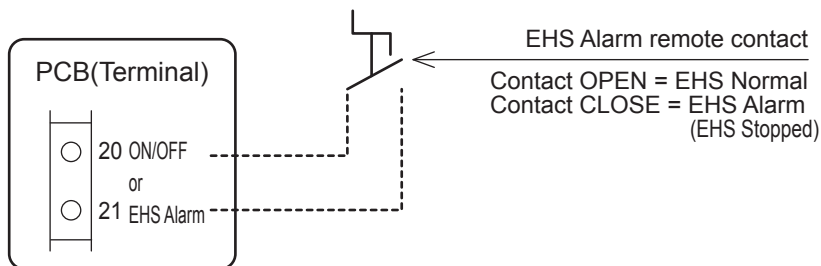 EHS Alarm remote contact
PCB(Terminal)
Contact OPEN = EHS Normal
Contact CLOSE = EHS Alarm
(EHS Stopped)
20 ON/OFF
or
21 EHS Alarm